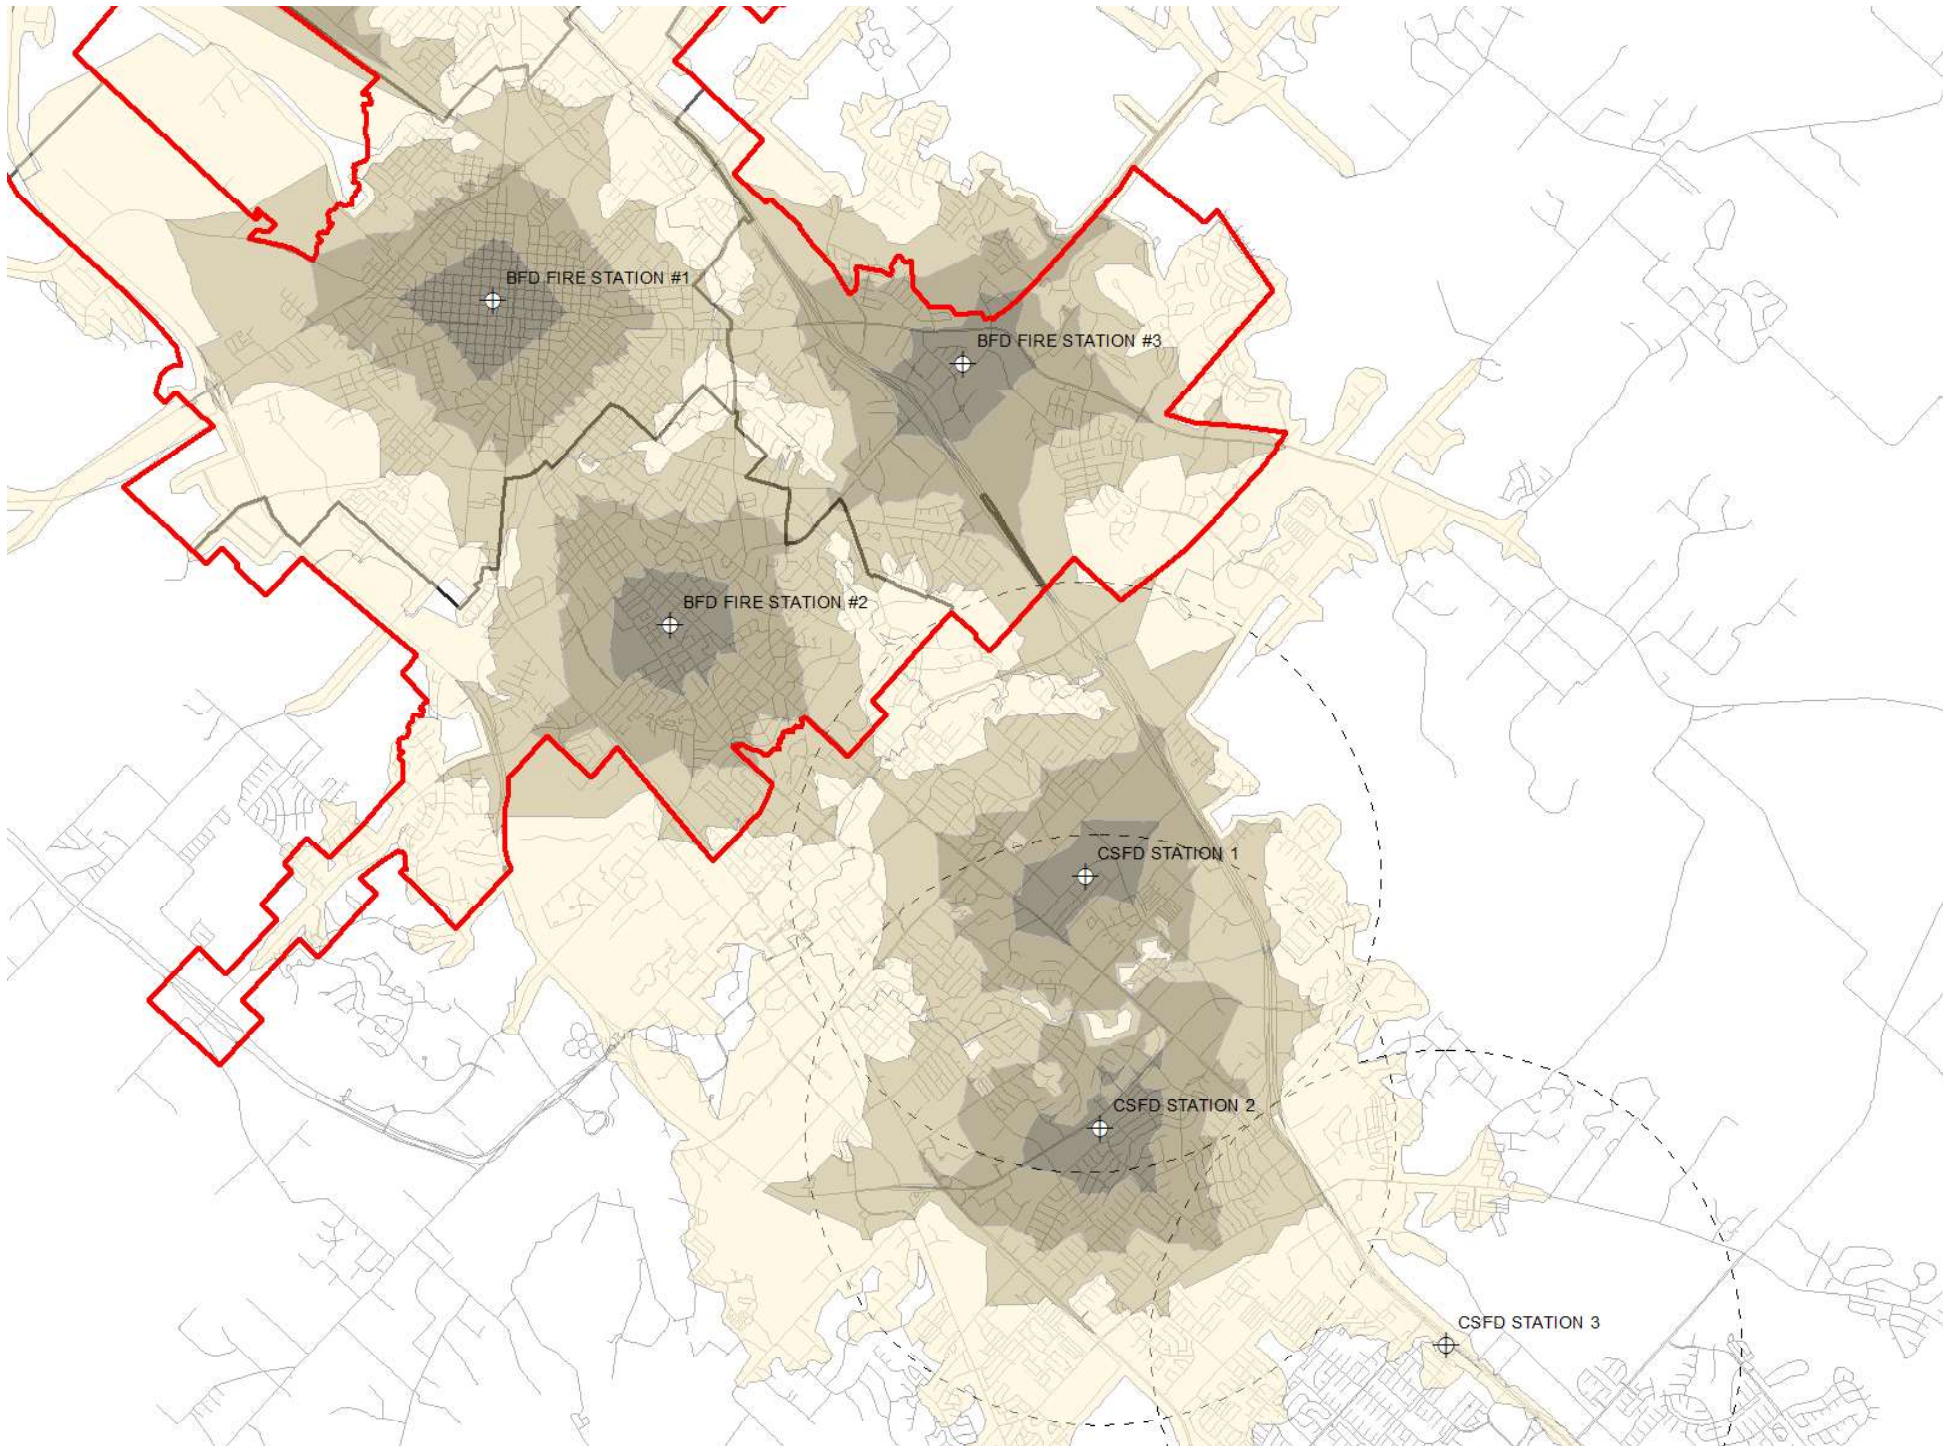 BFD FIRE STATION #1
BFD FIRE STATION #3
BFD FIRE STATION #2
CSFD STATION 1
CSFD STATION 2
CSFD STATION 3